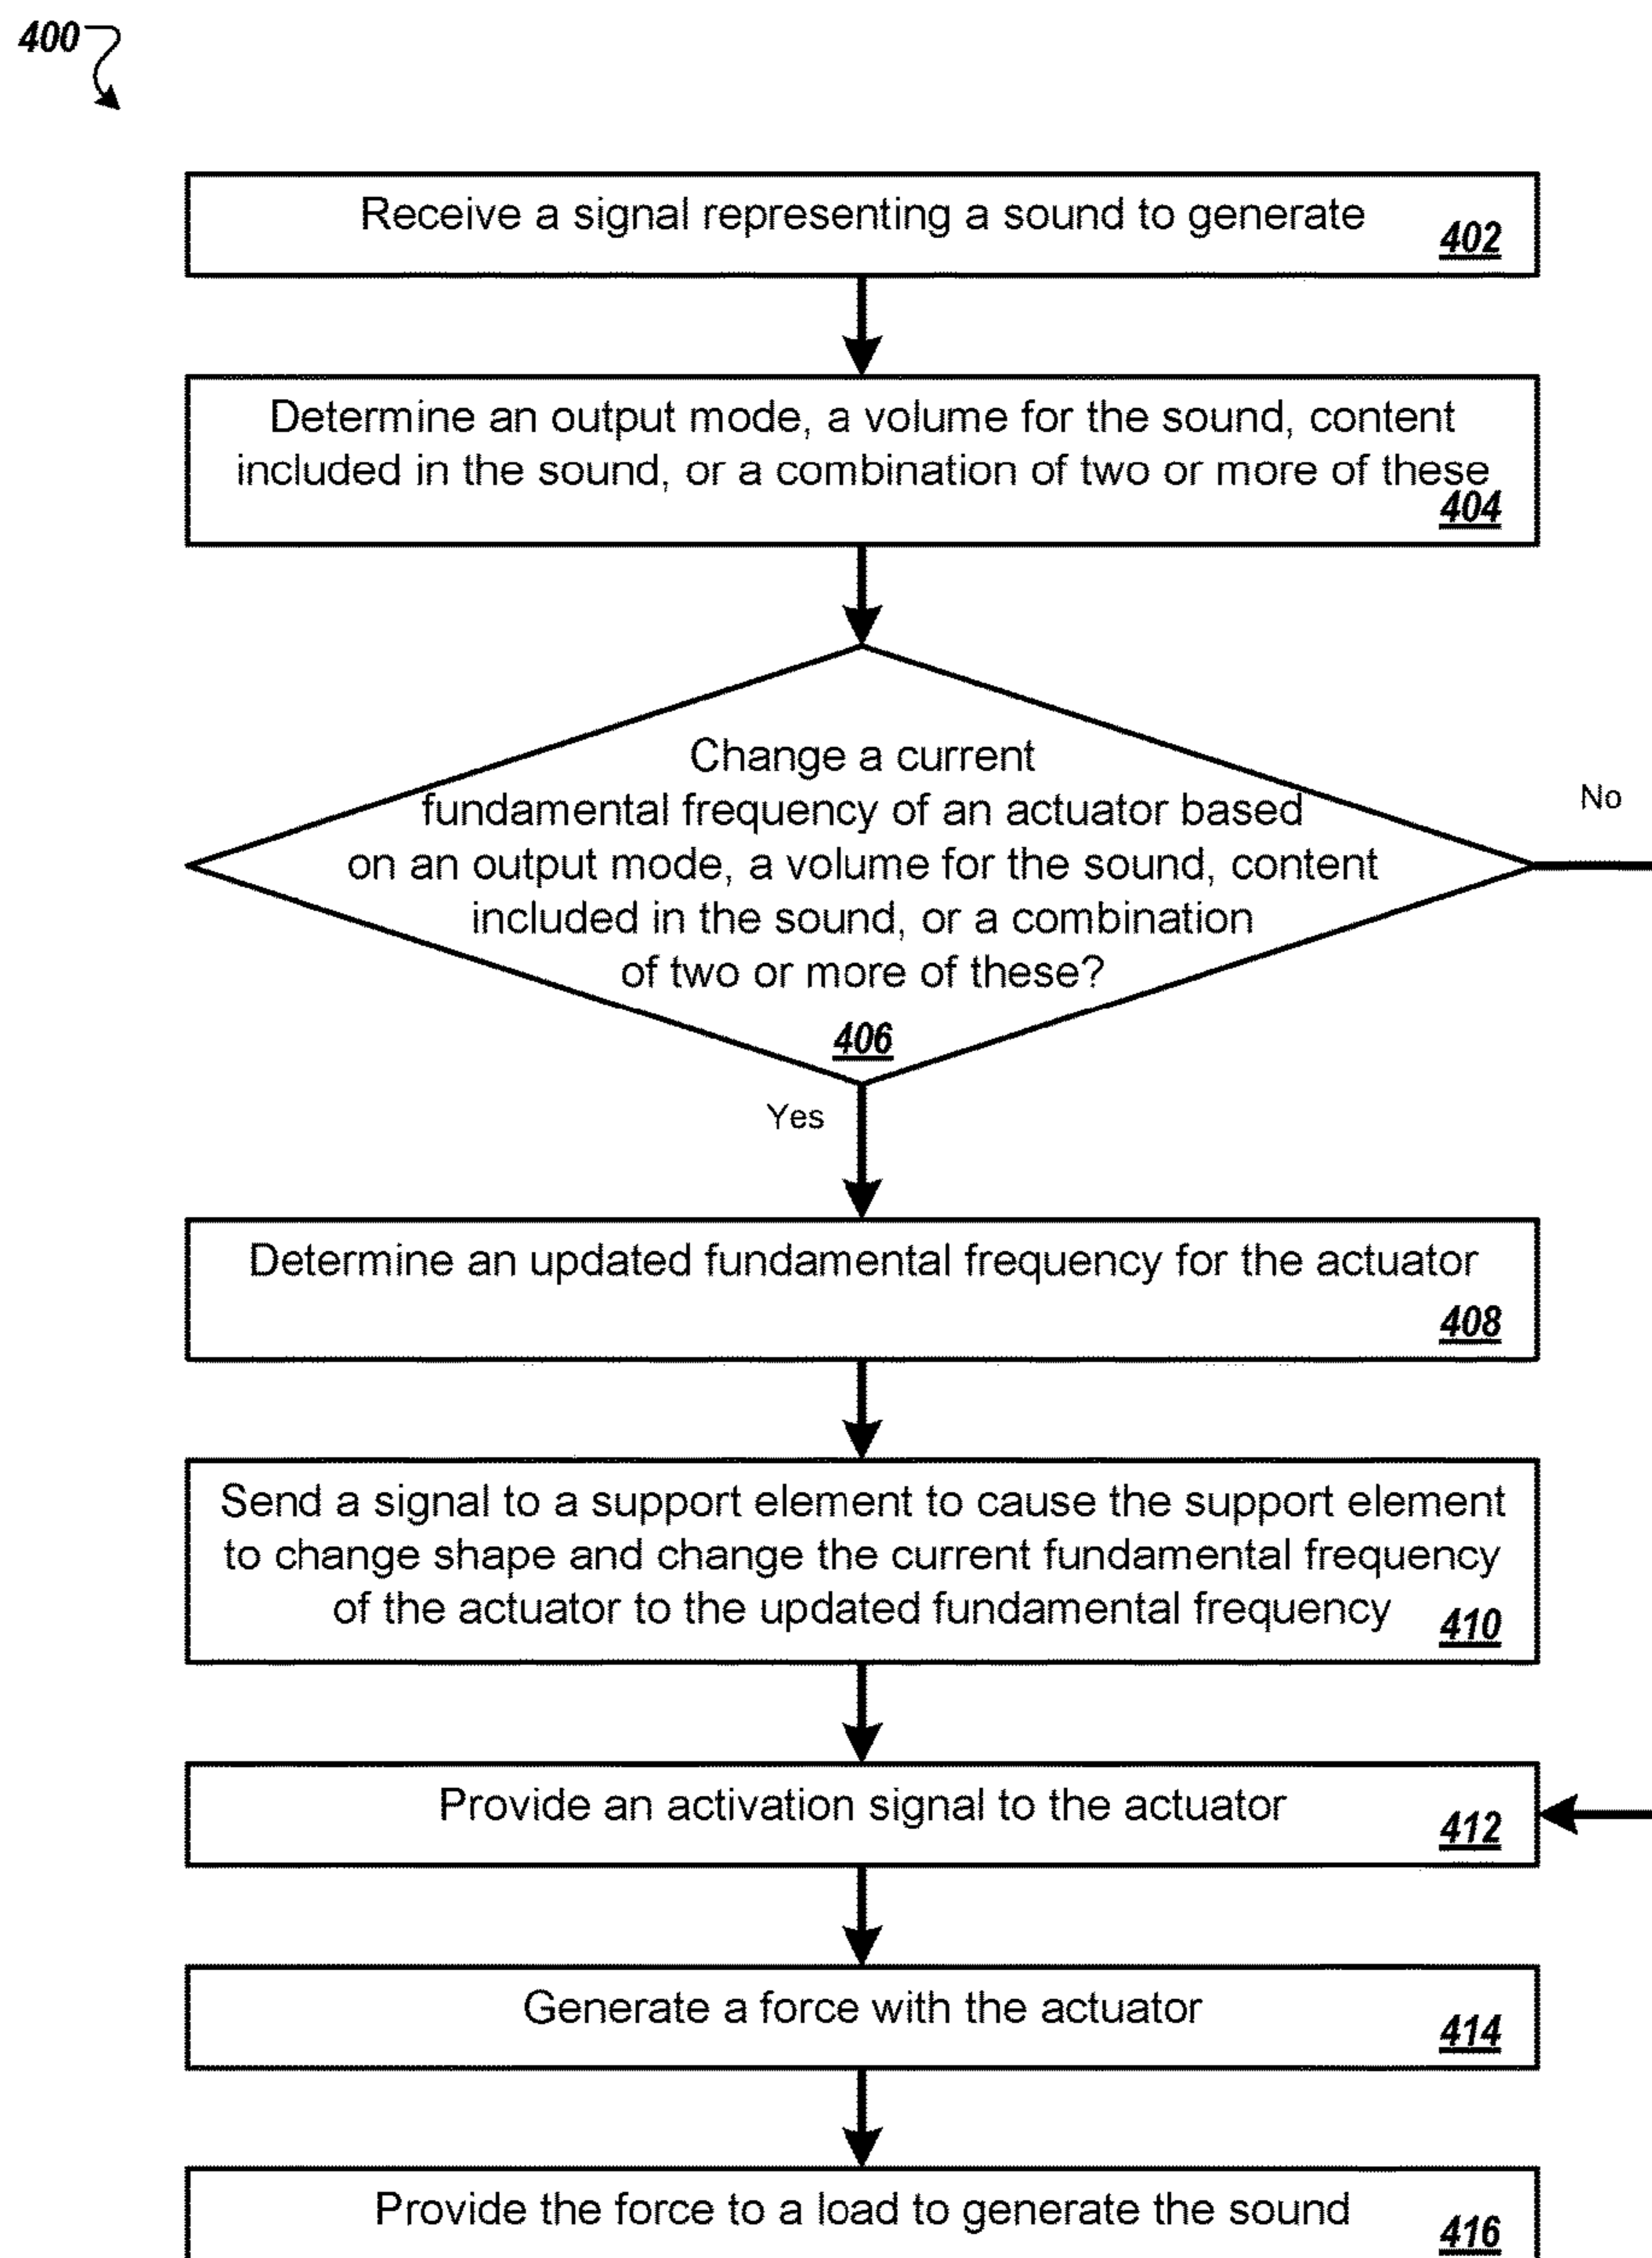 400
Receive a signal representing a sound to generate
402
Determine an output mode, a volume for the sound, content
included in the sound, or a combination of two or more of these
404
Change a current
fundamental frequency of an actuator based
on an output mode, a volume for the sound, content
included in the sound, or a combination
of two or more of these?
406
No
Yes
Determine an updated fundamental frequency for the actuator
408
Send a signal to a support element to cause the support element
to change shape and change the current fundamental frequency
of the actuator to the updated fundamental frequency
410
Provide an activation signal to the actuator
412
Generate a force with the actuator
414
Provide the force to a load to generate the sound
416